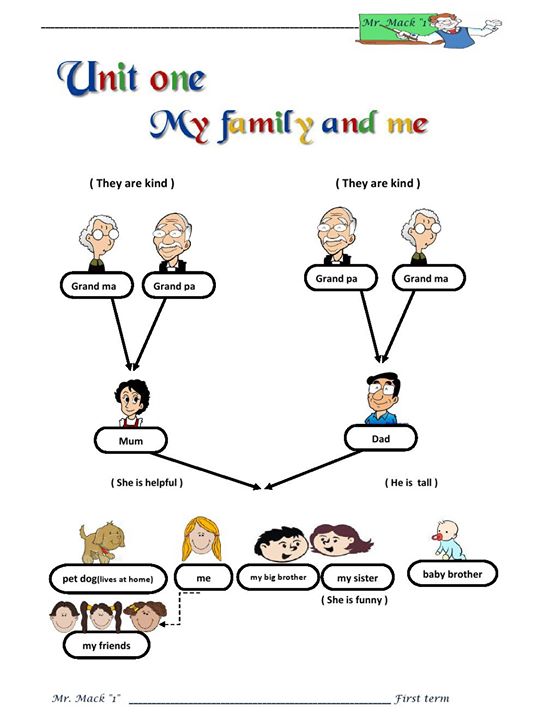 Mr. Mack "1"
Unit one
My family and me
( They are kind ) ( They are kind )
Grand ma Grand pa Grand pa Grand ma
Mum Dad
( She is helpful ) ( He is tall )
pet dog(lives at home) me my big brother my sister baby brother
( She is funny )
my friends
Mr. Mack "1" First term